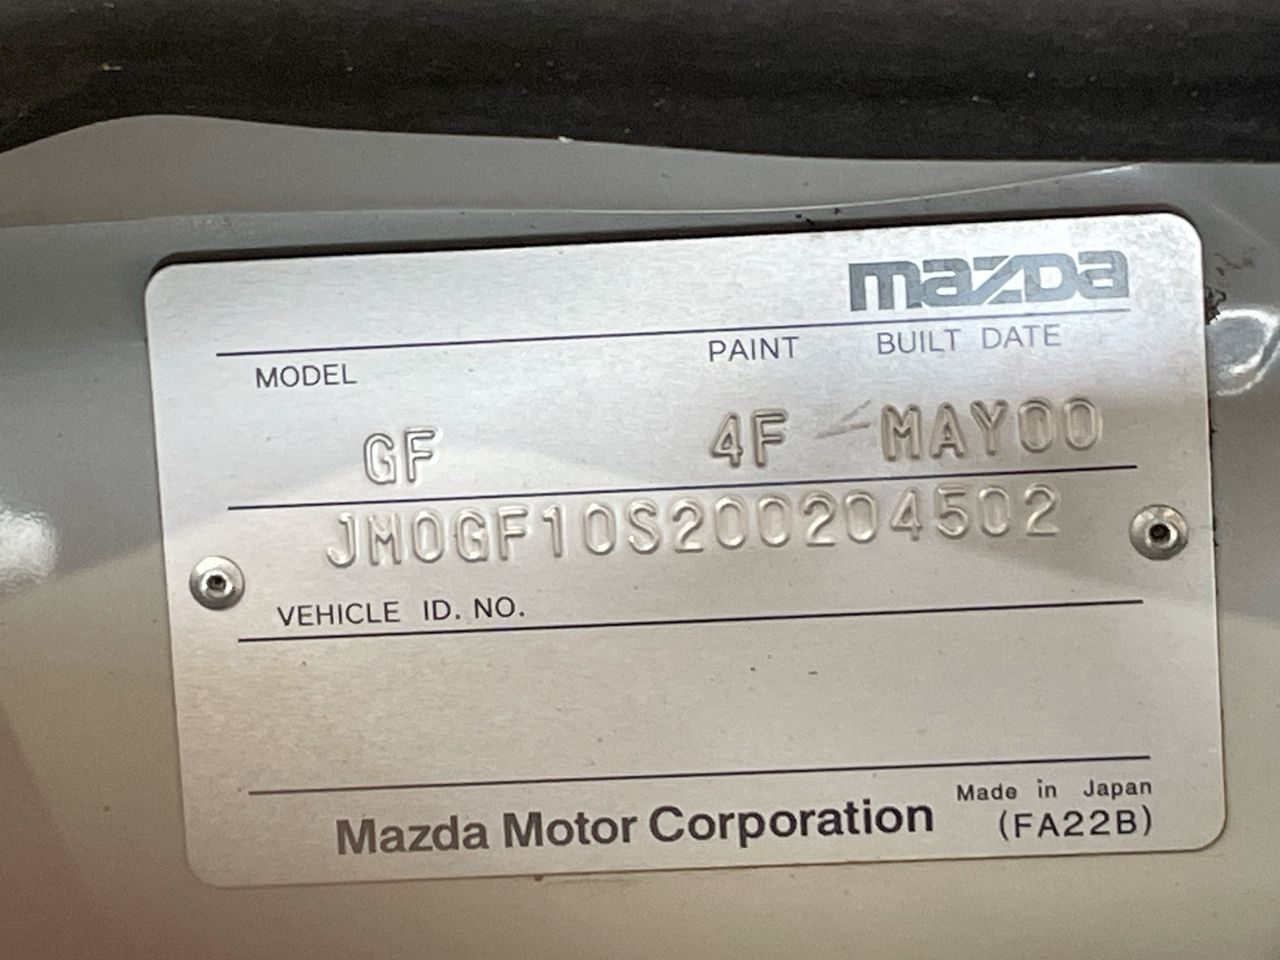 mazda
MODEL PAINT BUILT DATE
GF 4F MAY00
JM0GF10S200204502
VEHICLE ID. NO.
Mazda Motor Corporation Made in Japan
(FA22B)